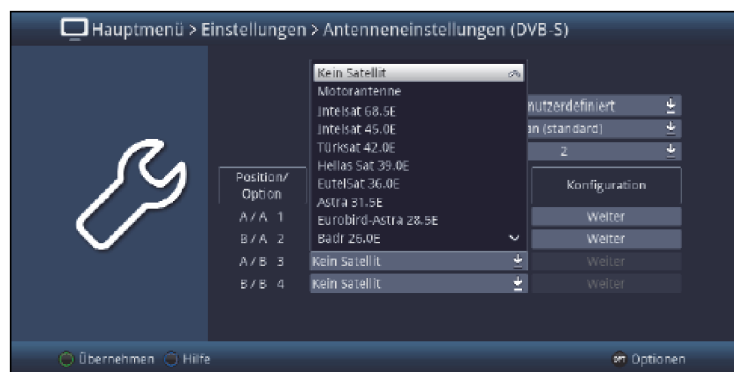 Hauptmenü > Einstellungen > Antenneneinstellungen (DVB-S)
Kein Satellit
Motorantenne
Intelsat 68.5E
nutzerdefiniert
Intelsat 45.0E
an (standard)
Türksat 42.0E
2
Hellas Sat 39.0E
Position/
Option
EutelSat 36.0E
Konfiguration
Astra 31.5E
A/A 1
Eurobird-Astra 28.5E
Weiter
B/A 2
Badr 26.0E
Weiter
A/B 3
Kein Satellit
Weiter
B/B 4
Kein Satellit
Weiter
Übernehmen
Hilfe
OPT Optionen